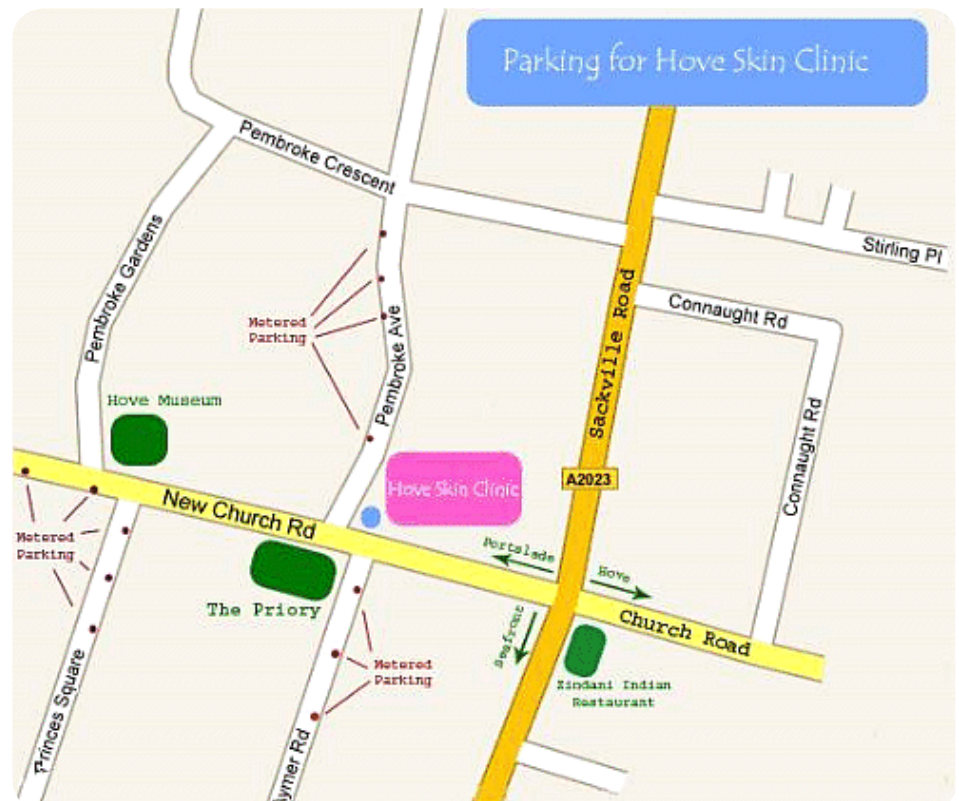 Parking for Hove Skin Clinic
Pembroke Crescent
Pembroke Gardens
Stirling Pl
Metered
Parking
Pembroke Ave
Sackville Road
Connaught Rd
Connaught Rd
Hove Museum
Hove Skin Clinic
A2023
New Church Rd
Metered
Parking
Portslade
Hove
The Priory
Church Road
Seafront
Metered
Parking
Zindani Indian
Restaurant
Princes Square
ymer Rd